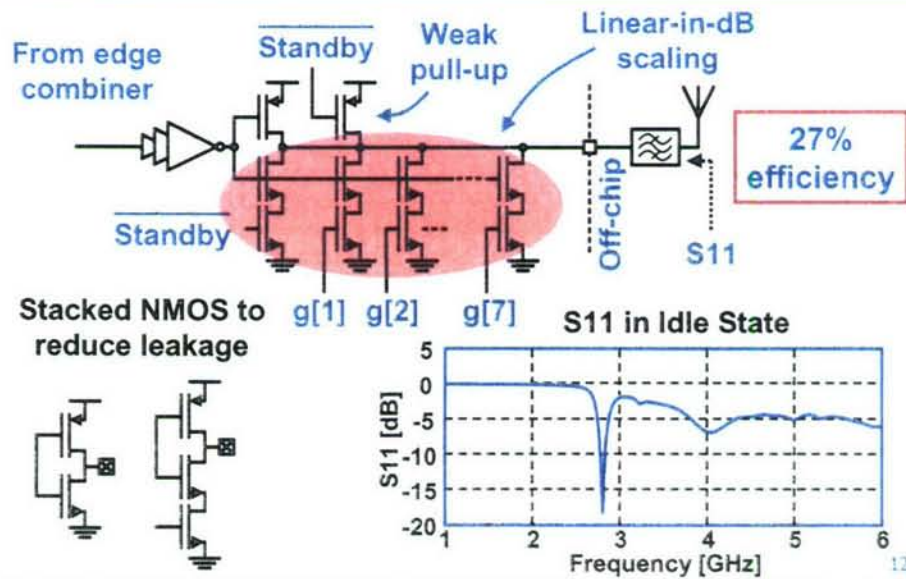 Standby
Weak
pull-up
Linear-in-dB
scaling
From edge
combiner
27%
efficiency
Standby
Off-chip
S11
g[1] g[2] g[7]
Stacked NMOS to
reduce leakage
S11 in Idle State
S11 [dB]
5
0
-5
-10
-15
-20
1 2 3 4 5 6
Frequency [GHz]
12